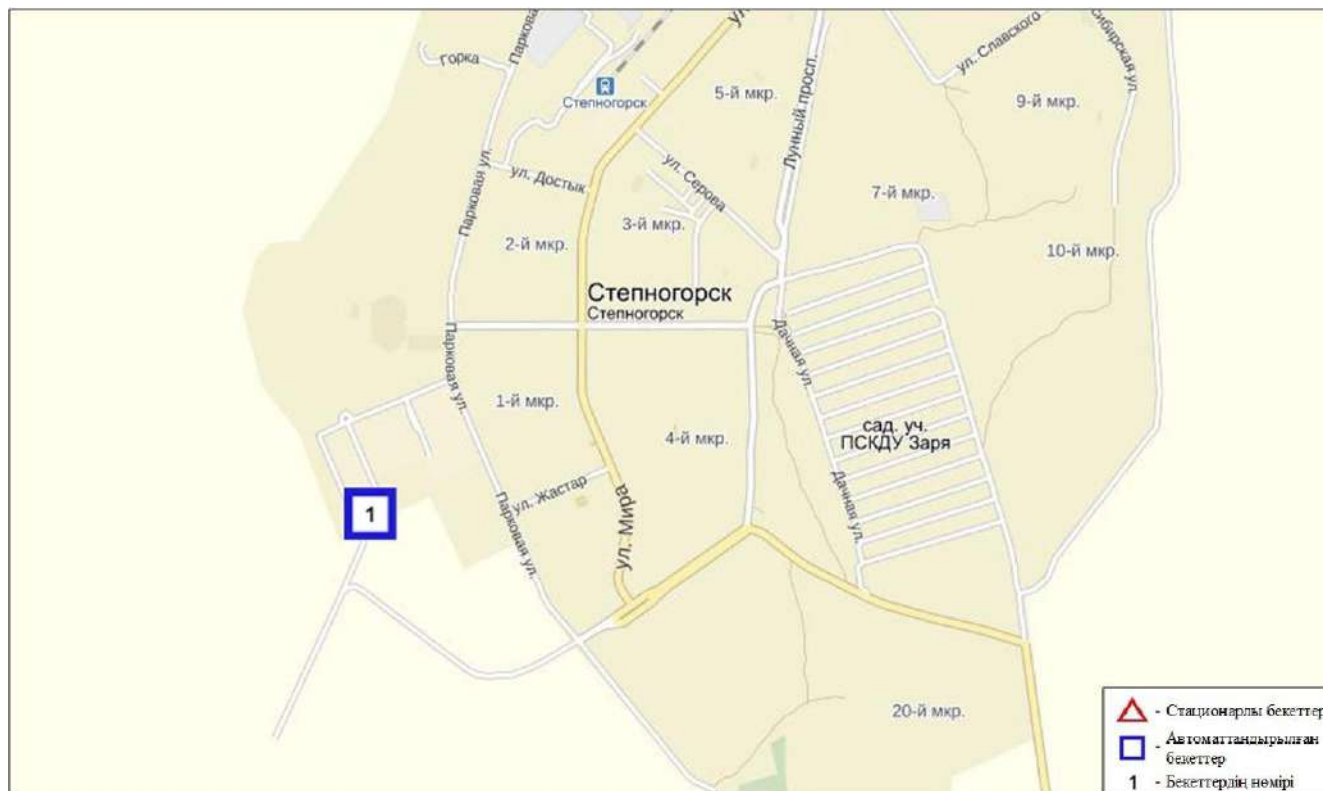 ул.
Парковая
Горка
Степногорск
5-й мкр.
Лунный просп.
ул. Славского
сибирская ул.
9-й мкр.
Парковая ул.
ул. Достык
ул. Серова
7-й мкр.
2-й мкр.
3-й мкр.
10-й мкр.
Степногорск
Степногорск
Парковая ул.
Дачная ул.
1-й мкр.
4-й мкр.
сад. уч.
ПСКДУ Заря
ул. Жастар
Парковая ул.
ул. Мира
Дачная ул.
1
20-й мкр.
- Стационарлы бекеттер
- Автоматтандырылған
бекеттер
1 - Бекеттердің нөмірі